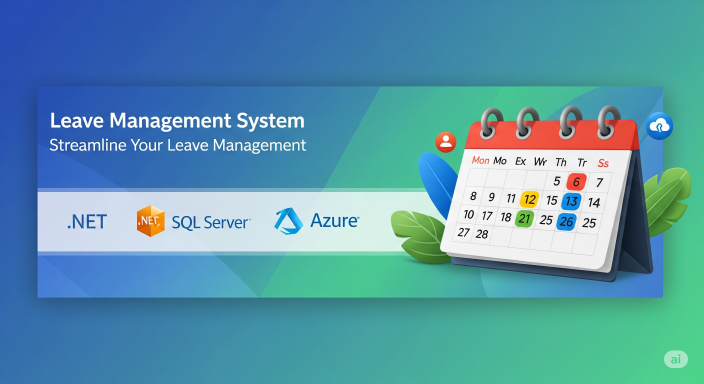 Leave Management System
Streamline Your Leave Management
.NET
.NET
SQL Server
Azure
Mon Mo Ex Wr Th Tr Ss
5 6 7
8 9 11 12 15 13 14
10 17 18 21 25 26 25
27 28
ai